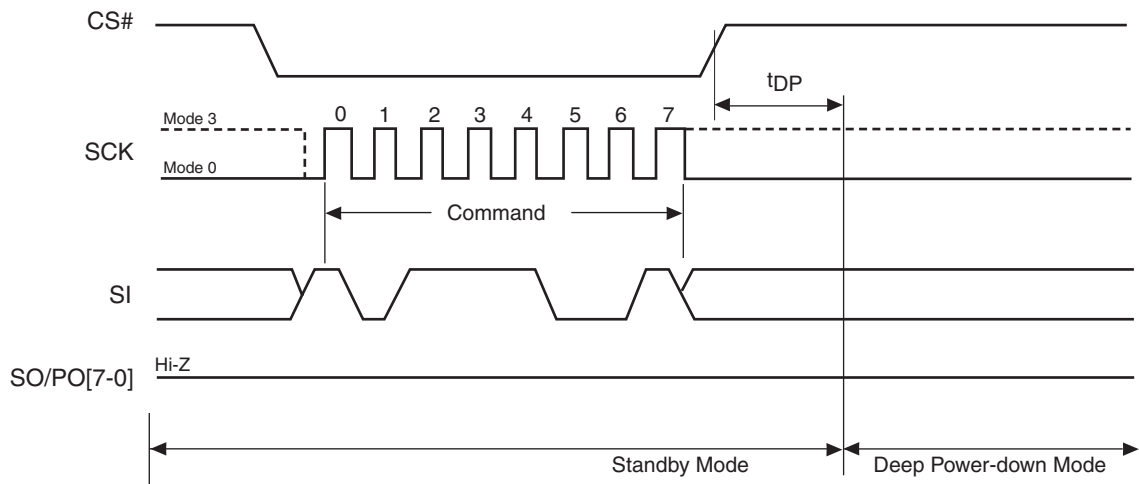 CS#
tDP
Mode 3
0 1 2 3 4 5 6 7
SCK
Mode 0
Command
SI
Hi-Z
SO/PO[7-0]
Standby Mode
Deep Power-down Mode